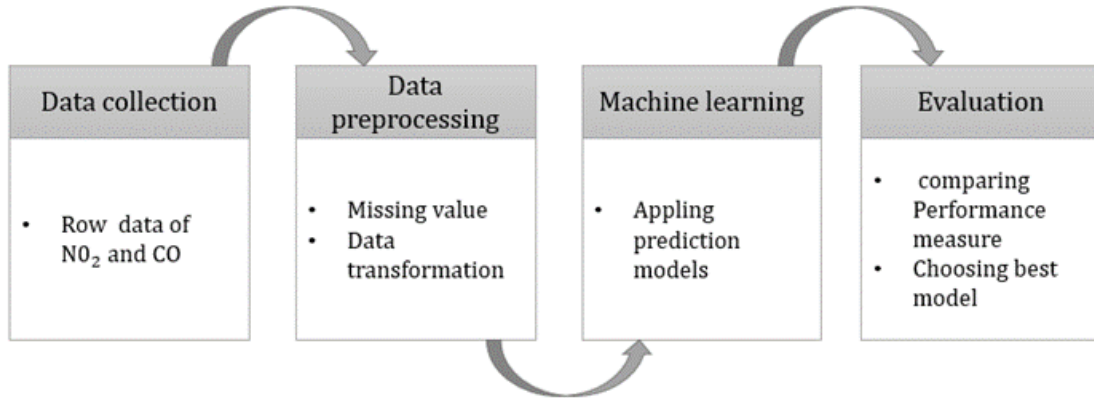 Data collection
• Row data of
N0₂ and CO
Data
preprocessing
• Missing value
• Data
transformation
Machine learning
• Appling
prediction
models
Evaluation
• comparing
Performance
measure
• Choosing best
model